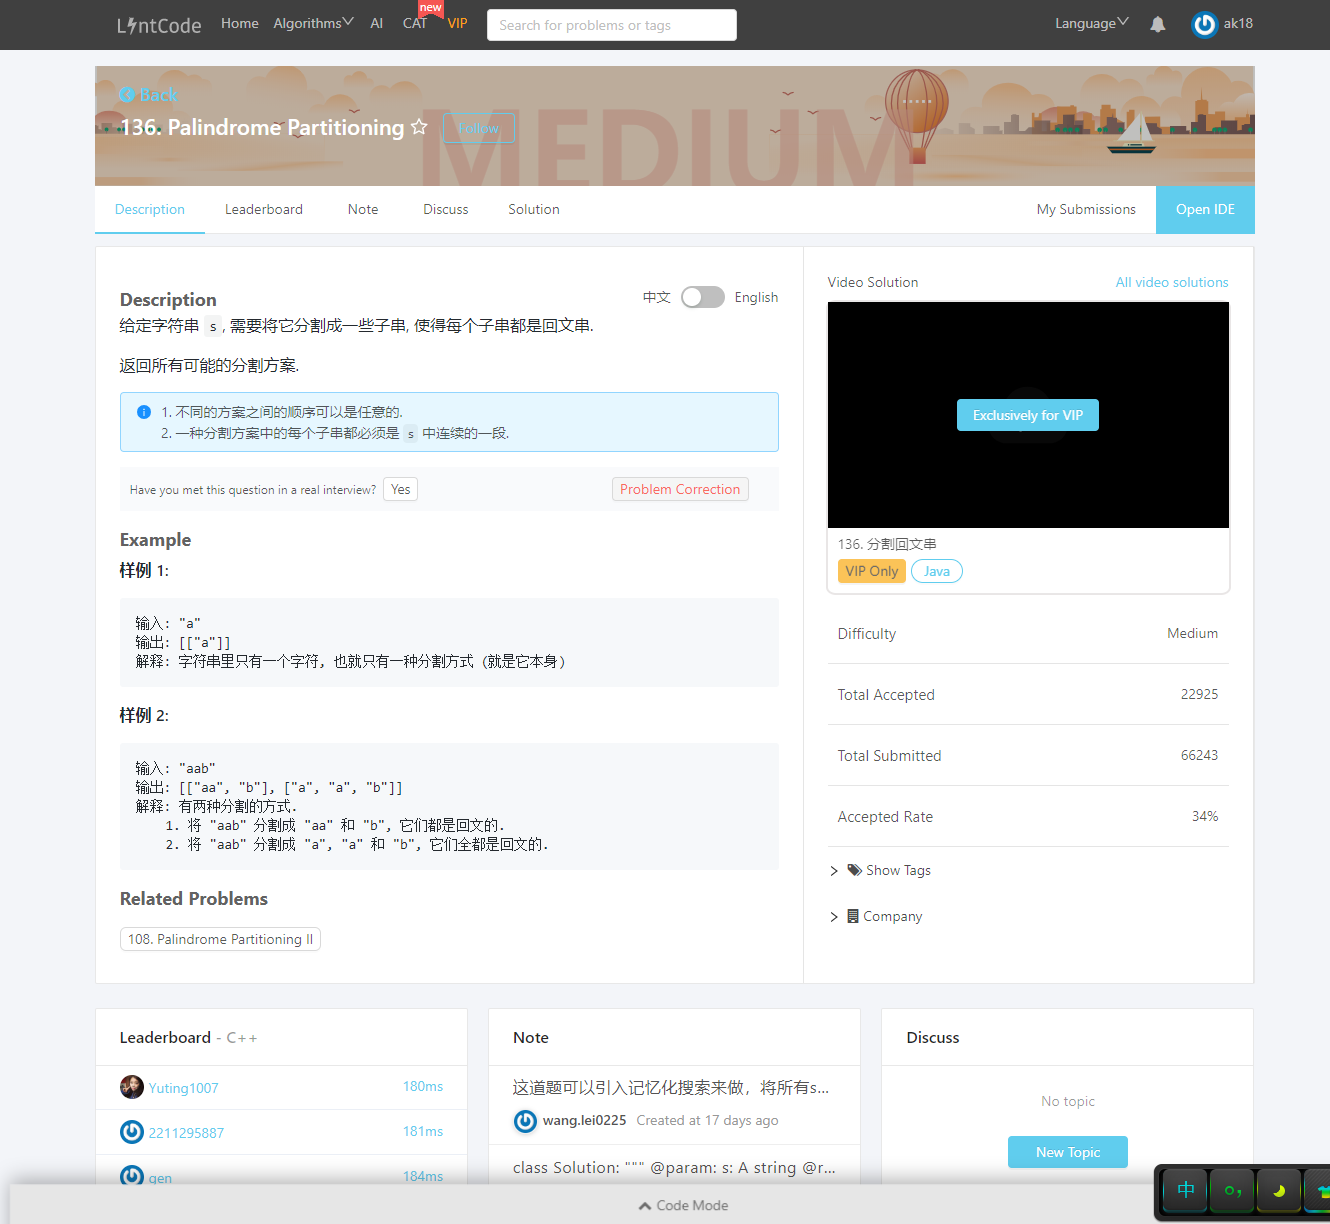 LintCode Home Algorithms AI CAT new VIP Search for problems or tags Language ak18
Back
136. Palindrome Partitioning Follow
MEDIUM
Description Leaderboard Note Discuss Solution My Submissions Open IDE
Description 中文 English
给定字符串 s , 需要将它分割成一些子串, 使得每个子串都是回文串.
返回所有可能的分割方案.
1. 不同的方案之间的顺序可以是任意的.
2. 一种分割方案中的每个子串都必须是 s 中连续的一段.
Have you met this question in a real interview? Yes Problem Correction
Example
样例 1:
输入: "a"
输出: [["a"]]
解释: 字符串里只有一个字符, 也就只有一种分割方式 (就是它本身)
样例 2:
输入: "aab"
输出: [["aa", "b"], ["a", "a", "b"]]
解释: 有两种分割的方式.
1. 将 "aab" 分割成 "aa" 和 "b", 它们都是回文的.
2. 将 "aab" 分割成 "a", "a" 和 "b", 它们全都是回文的.
Related Problems
108. Palindrome Partitioning II
Video Solution All video solutions
Exclusively for VIP
136. 分割回文串
VIP Only Java
Difficulty Medium
Total Accepted 22925
Total Submitted 66243
Accepted Rate 34%
Show Tags
Company
Leaderboard - C++
Yuting1007 180ms
2211295887 181ms
qen 184ms
Note
这道题可以引入记忆化搜索来做，将所有s...
wang.lei0225 Created at 17 days ago
class Solution: """ @param: s: A string @r...
Discuss
No topic
New Topic
Code Mode
中